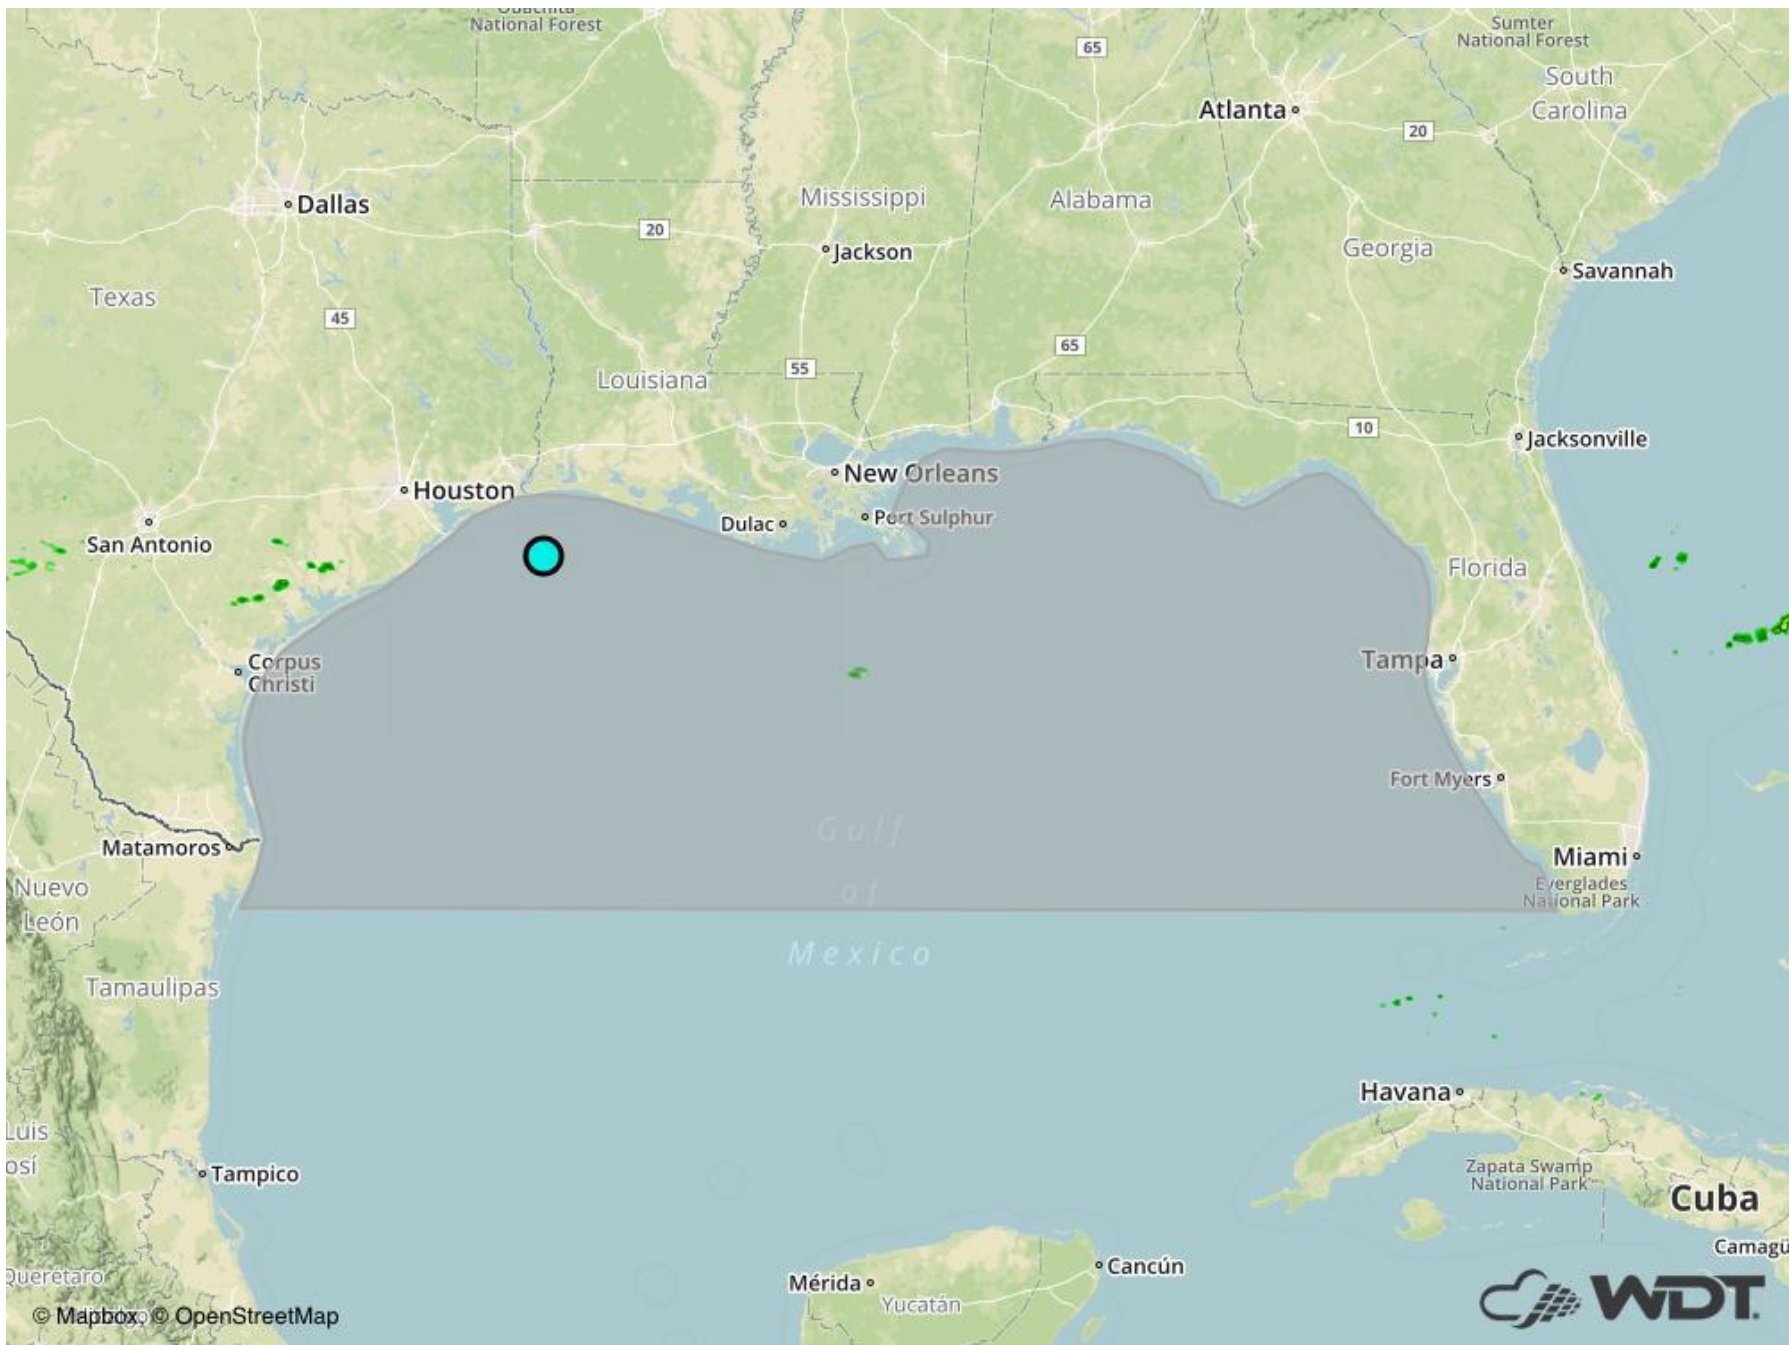 National Forest
Sumter
National Forest
65
South
Carolina
Atlanta
20
Dallas
Mississippi
Alabama
20
Jackson
Georgia
Savannah
Texas
45
65
55
Louisiana
10
Jacksonville
New Orleans
Houston
Dulac
Port Sulphur
San Antonio
Florida
Corpus
Christi
Tampa
Fort Myers
Gulf
of
Mexico
Matamoros
Miami
Everglades
National Park
Nuevo
León
Tamaulipas
Havana
Luis
osí
Tampico
Zapata Swamp
National Park
Cuba
Camagü
Cancún
Mérida
Yucatán
Querétaro
© Mapbox, © OpenStreetMap
WDT